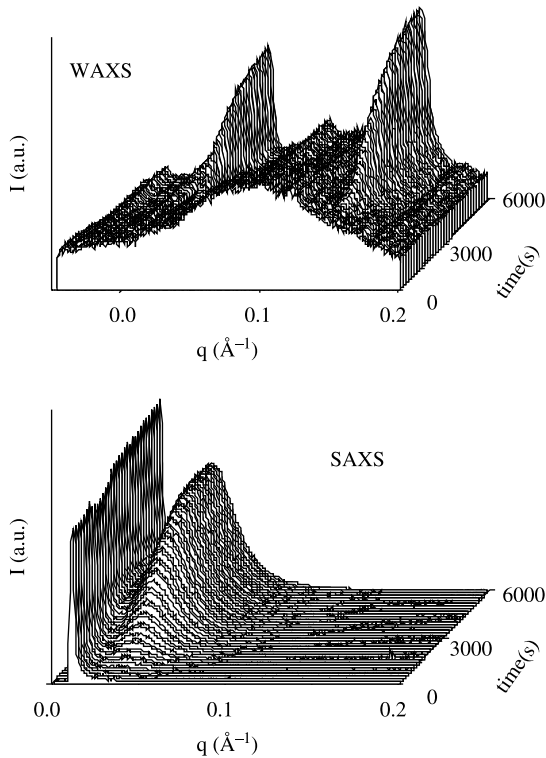 WAXS
I (a.u.)
6000
3000
0
time(s)
0.0 0.1 0.2
q (Å⁻¹)
SAXS
I (a.u.)
6000
3000
0
time(s)
0.0 0.1 0.2
q (Å⁻¹)